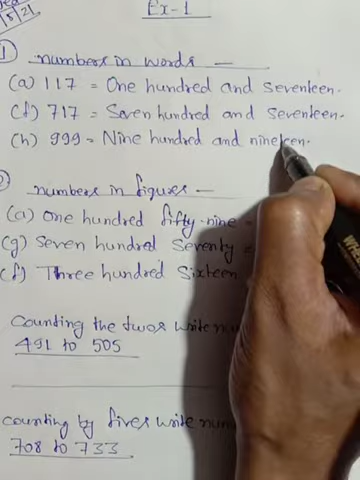 Ex-1
① numbers in words —
(a) 117 = One hundred and seventeen.
(f) 717 = Seven hundred and Seventeen.
(h) 999 = Nine hundred and nineteen.
numbers in figures —
(a) One hundred fifty-nine =
(g) Seven hundred Seventy =
(f) Three hundred Sixteen
Counting the twos write
491 to 505
counting by fives write
708 to 733